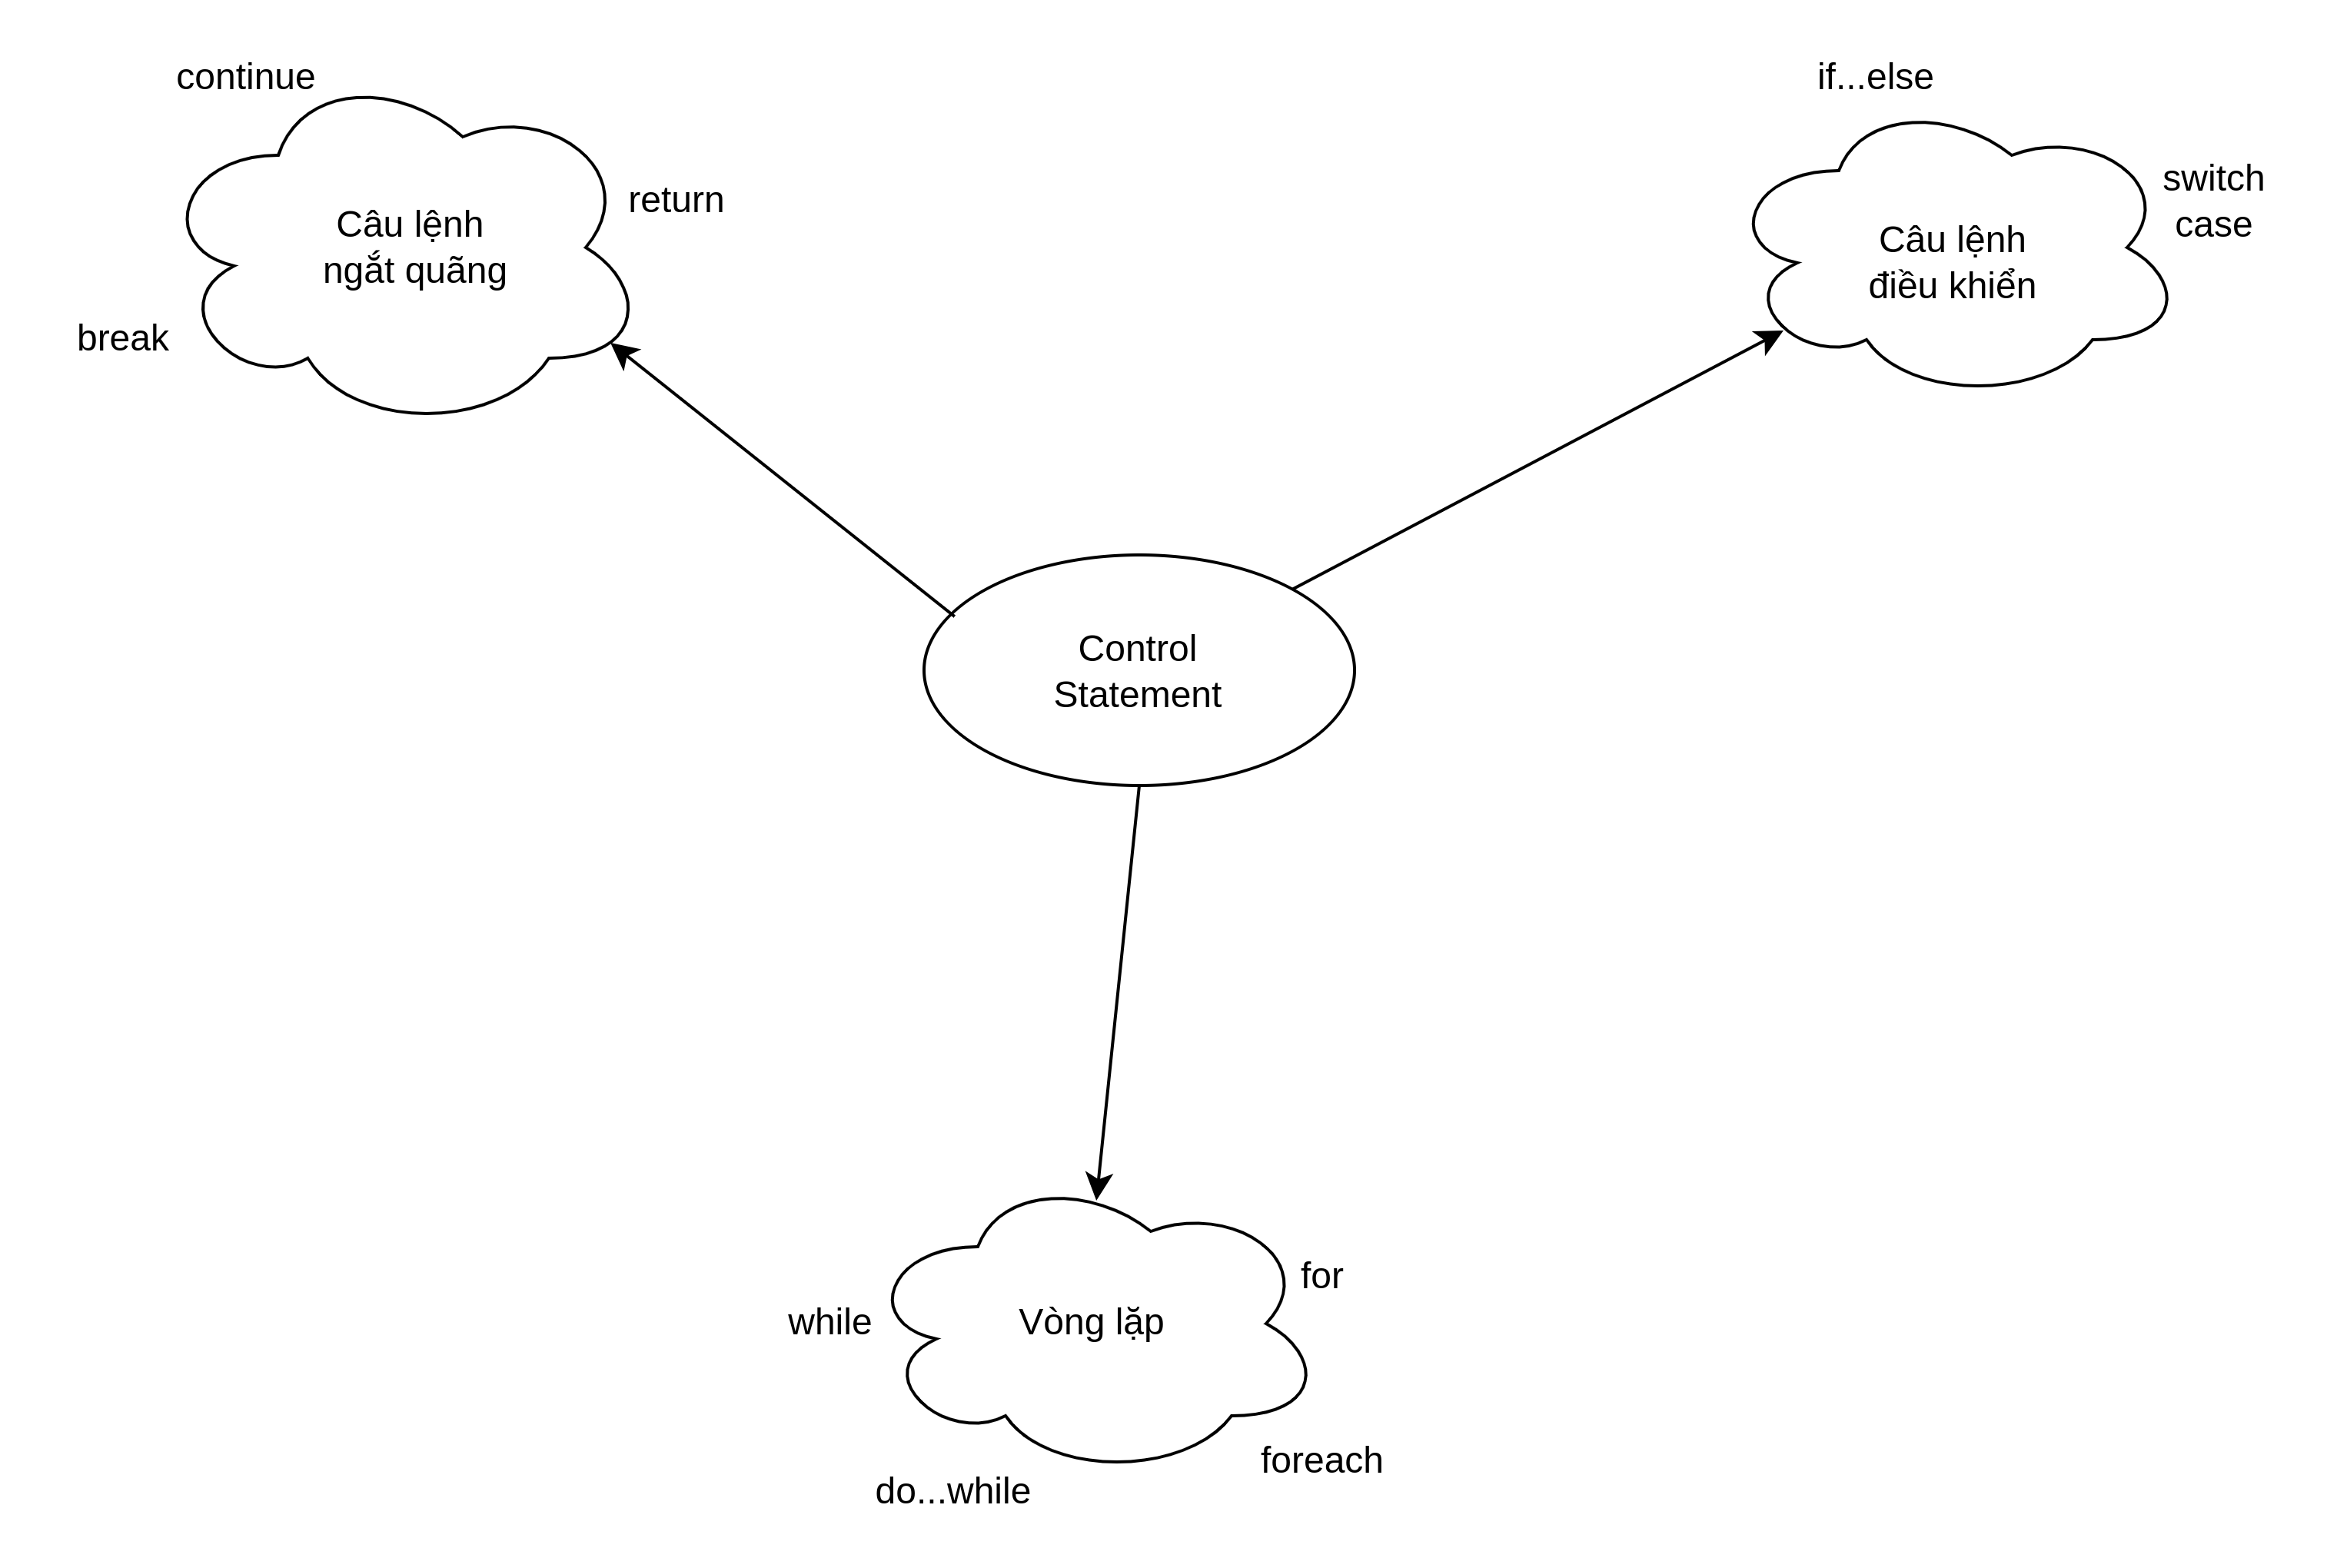 continue
if...else
return
switch
case
Câu lệnh
ngắt quãng
Câu lệnh
điều khiển
break
Control
Statement
for
while
Vòng lặp
foreach
do...while